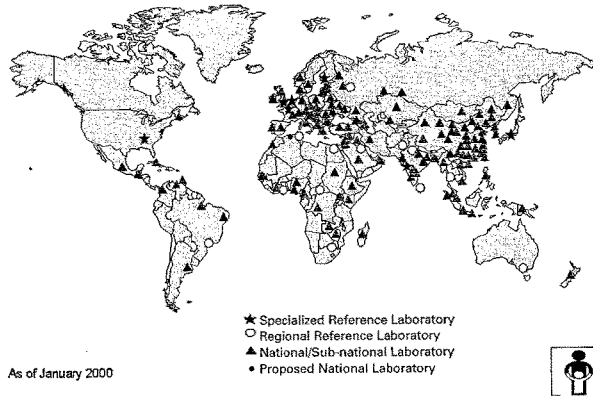 Specialized Reference Laboratory
Regional Reference Laboratory
National/Sub-national Laboratory
Proposed National Laboratory
As of January 2000